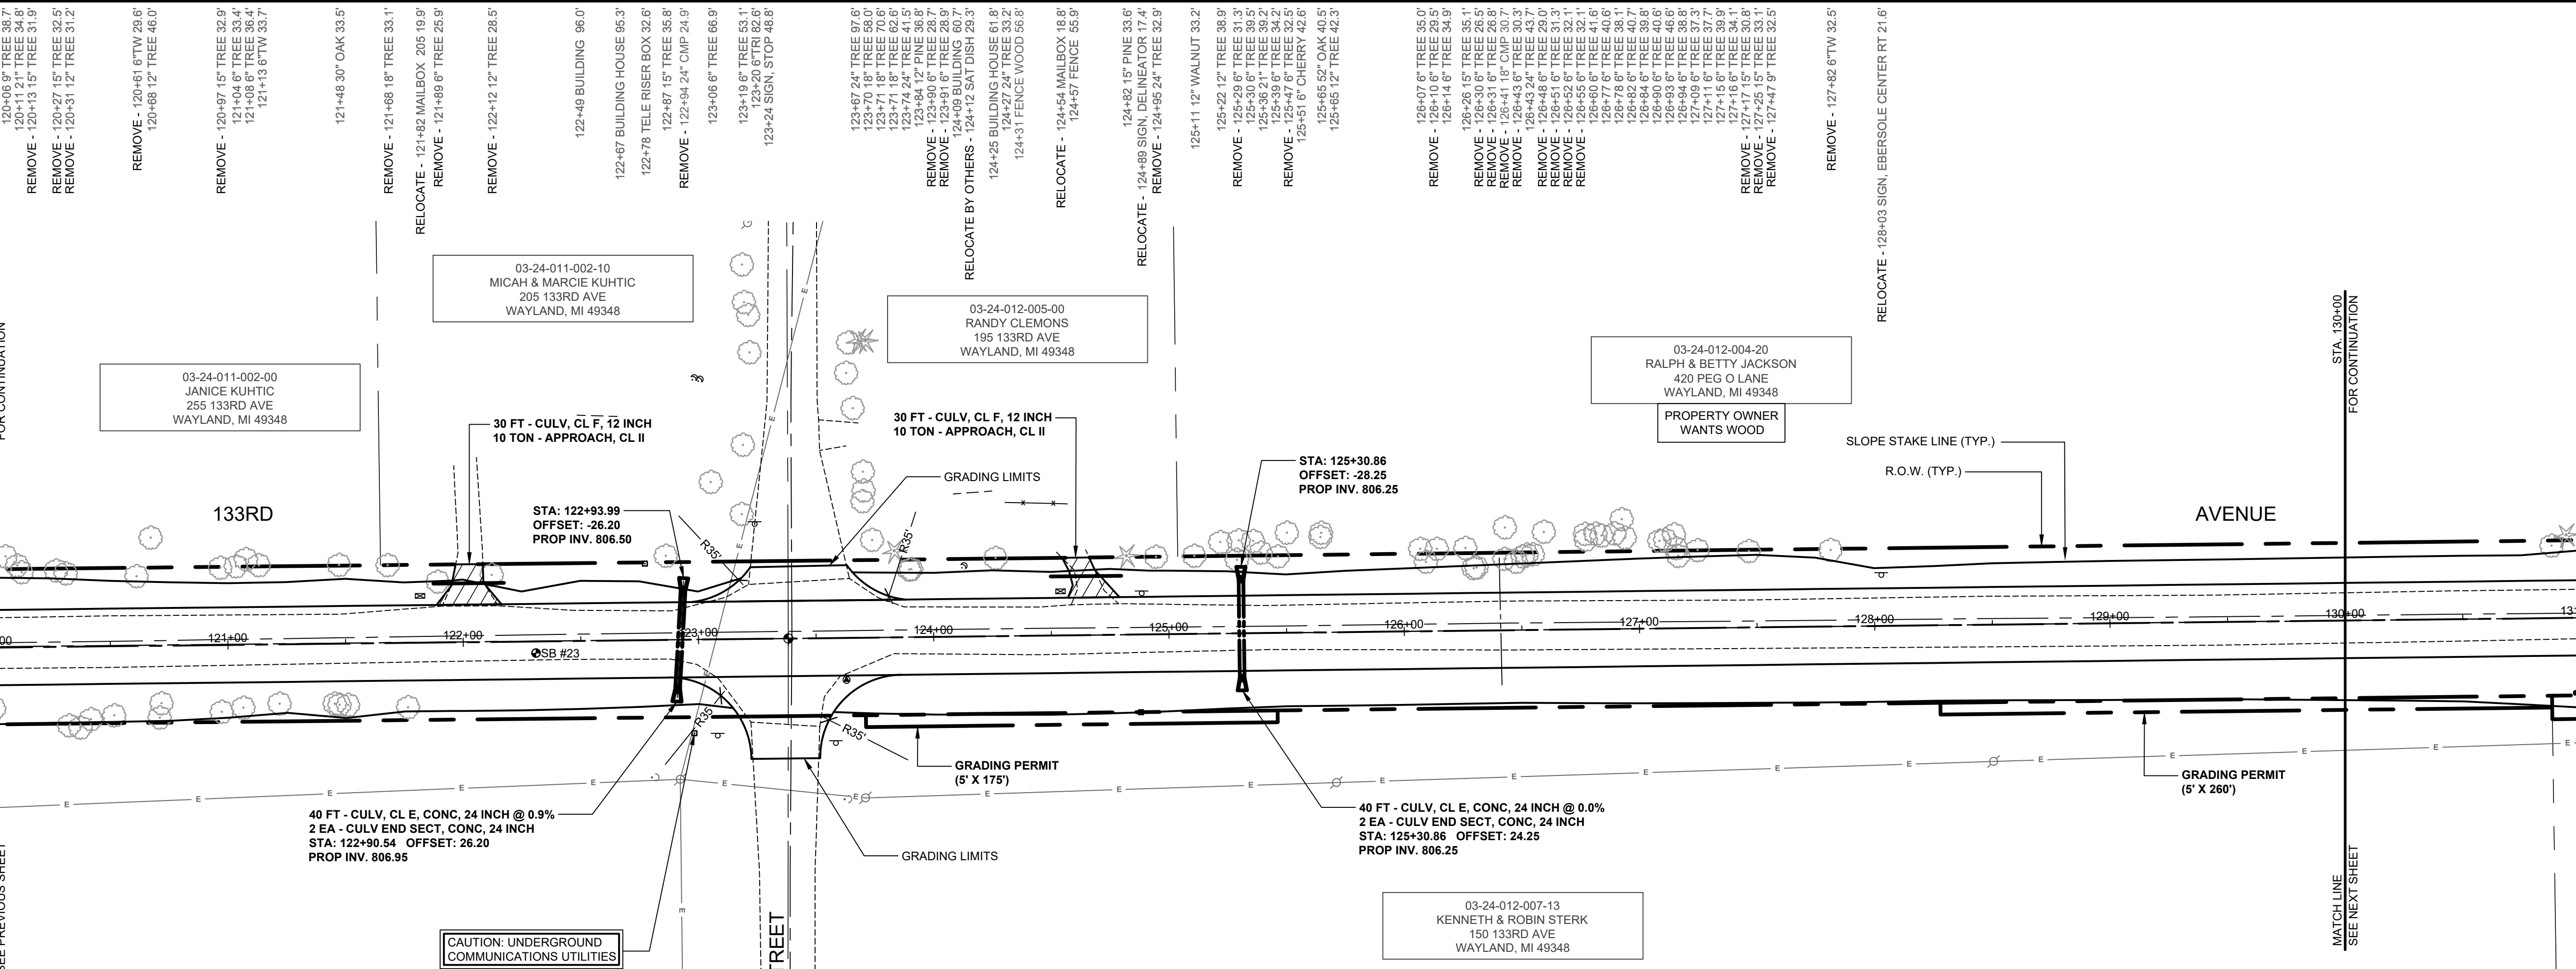 120+06 9" TREE 38.7'
120+11 21" TREE 34.8'
REMOVE - 120+13 15" TREE 31.9'
REMOVE - 120+27 15" TREE 32.5'
REMOVE - 120+31 12" TREE 31.2'
REMOVE - 120+61 6"TW 29.6'
120+68 12" TREE 46.0'
REMOVE - 120+97 15" TREE 32.9'
121+04 6" TREE 33.4'
121+08 6" TREE 36.4'
121+13 6"TW 33.7'
121+48 30" OAK 33.5'
REMOVE - 121+68 18" TREE 33.1'
RELOCATE - 121+82 MAILBOX 205 19.9'
REMOVE - 121+89 6" TREE 25.9'
REMOVE - 122+12 12" TREE 28.5'
122+49 BUILDING 96.0'
122+67 BUILDING HOUSE 95.3'
122+78 TELE RISER BOX 32.6'
122+87 15" TREE 35.8'
REMOVE - 122+94 24" CMP 24.9'
123+06 6" TREE 66.9'
123+19 6" TREE 53.1'
123+20 6"TRI 82.6'
123+24 SIGN, STOP 48.8'
123+67 24" TREE 97.6'
123+70 18" TREE 58.0'
123+71 18" TREE 70.6'
123+71 18" TREE 62.6'
123+74 24" TREE 41.5'
123+84 12" PINE 36.8'
REMOVE - 123+90 6" TREE 28.7'
REMOVE - 123+91 6" TREE 28.9'
124+09 BUILDING 60.7'
RELOCATE BY OTHERS - 124+12 SAT DISH 29.3'
124+25 BUILDING HOUSE 61.8'
124+27 24" TREE 33.2'
124+31 FENCE WOOD 56.8'
RELOCATE - 124+54 MAILBOX 18.8'
124+57 FENCE 55.9'
124+82 15" PINE 33.6'
RELOCATE - 124+89 SIGN, DELINEATOR 17.4'
REMOVE - 124+95 24" TREE 32.9'
125+11 12" WALNUT 33.2'
125+22 12" TREE 38.9'
REMOVE - 125+29 6" TREE 31.3'
125+30 6" TREE 39.5'
125+36 21" TREE 39.2'
125+39 6" TREE 34.2'
REMOVE - 125+47 6" TREE 32.5'
125+51 6" CHERRY 42.6'
125+65 52" OAK 40.5'
125+65 12" TREE 42.3'
126+07 6" TREE 35.0'
REMOVE - 126+10 6" TREE 29.5'
126+14 6" TREE 34.9'
126+26 15" TREE 35.1'
REMOVE - 126+30 6" TREE 26.5'
REMOVE - 126+31 6" TREE 26.8'
REMOVE - 126+41 18" CMP 30.7'
REMOVE - 126+43 6" TREE 30.3'
126+43 24" TREE 43.7'
REMOVE - 126+48 6" TREE 29.0'
REMOVE - 126+51 6" TREE 31.3'
REMOVE - 126+52 6" TREE 32.1'
REMOVE - 126+55 6" TREE 32.1'
126+60 6" TREE 41.6'
126+77 6" TREE 40.6'
126+78 6" TREE 38.1'
126+82 6" TREE 40.7'
126+84 6" TREE 39.8'
126+90 6" TREE 40.6'
126+93 6" TREE 46.6'
126+94 6" TREE 38.8'
127+09 6" TREE 37.3'
127+11 6" TREE 37.7'
127+15 6" TREE 39.9'
127+16 6" TREE 34.1'
REMOVE - 127+17 15" TREE 30.8'
REMOVE - 127+25 15" TREE 33.1'
REMOVE - 127+47 9" TREE 32.5'
REMOVE - 127+82 6"TW 32.5'
RELOCATE - 128+03 SIGN, EBERSOLE CENTER RT 21.6'
FOR CONTINUATION
SEE PREVIOUS SHEET
03-24-011-002-00
JANICE KUHTIC
255 133RD AVE
WAYLAND, MI 49348
03-24-011-002-10
MICAH & MARCIE KUHTIC
205 133RD AVE
WAYLAND, MI 49348
03-24-012-005-00
RANDY CLEMONS
195 133RD AVE
WAYLAND, MI 49348
03-24-012-004-20
RALPH & BETTY JACKSON
420 PEG O LANE
WAYLAND, MI 49348
PROPERTY OWNER
WANTS WOOD
30 FT - CULV, CL F, 12 INCH
10 TON - APPROACH, CL II
30 FT - CULV, CL F, 12 INCH
10 TON - APPROACH, CL II
GRADING LIMITS
STA: 125+30.86
OFFSET: -28.25
PROP INV. 806.25
SLOPE STAKE LINE (TYP.)
R.O.W. (TYP.)
133RD
AVENUE
STA: 122+93.99
OFFSET: -26.20
PROP INV. 806.50
R35'
R35'
R35'
R35'
121+00
122+00
123+00
124+00
125+00
126+00
127+00
128+00
129+00
130+00
SB #23
GRADING PERMIT
(5' X 175')
GRADING PERMIT
(5' X 260')
40 FT - CULV, CL E, CONC, 24 INCH @ 0.9%
2 EA - CULV END SECT, CONC, 24 INCH
STA: 122+90.54 OFFSET: 26.20
PROP INV. 806.95
40 FT - CULV, CL E, CONC, 24 INCH @ 0.0%
2 EA - CULV END SECT, CONC, 24 INCH
STA: 125+30.86 OFFSET: 24.25
PROP INV. 806.25
GRADING LIMITS
CAUTION: UNDERGROUND
COMMUNICATIONS UTILITIES
TREET
03-24-012-007-13
KENNETH & ROBIN STERK
150 133RD AVE
WAYLAND, MI 49348
STA. 130+00
FOR CONTINUATION
MATCH LINE
SEE NEXT SHEET